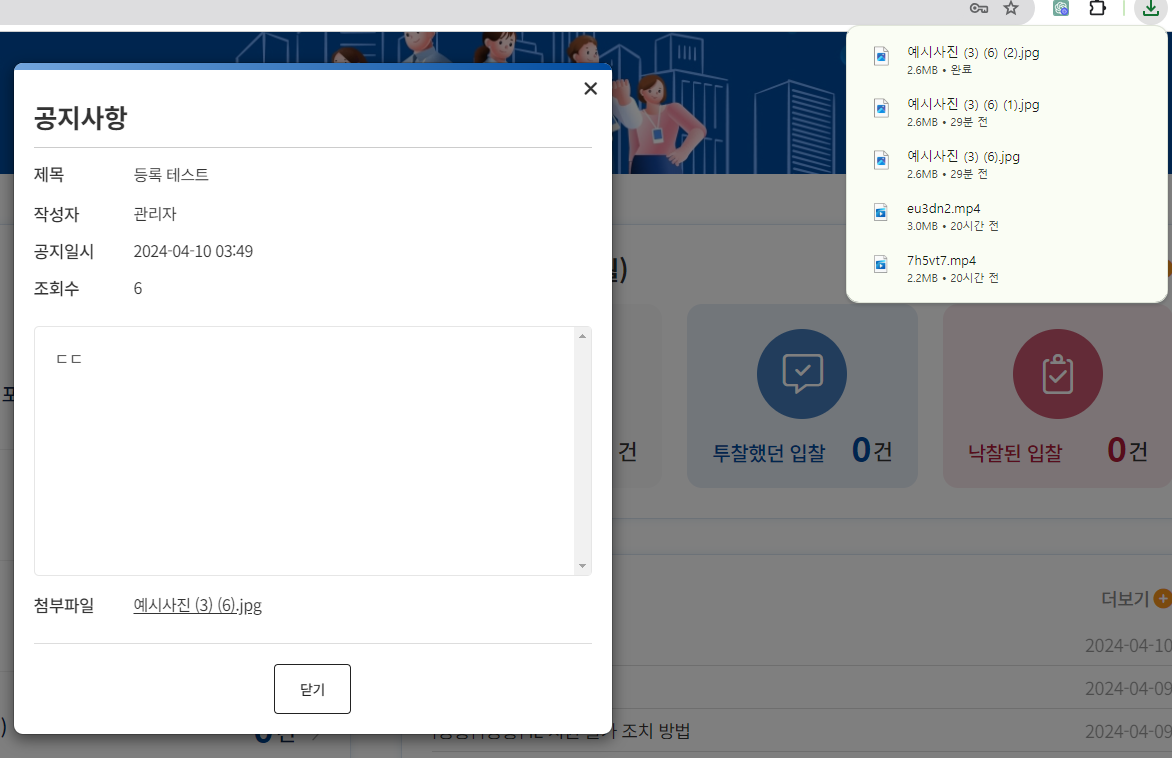 예시사진 (3) (6) (2).jpg
2.6MB • 완료
예시사진 (3) (6) (1).jpg
2.6MB • 29분 전
예시사진 (3) (6).jpg
2.6MB • 29분 전
eu3dn2.mp4
3.0MB • 20시간 전
7h5vt7.mp4
2.2MB • 20시간 전
공지사항
제목 등록 테스트
작성자 관리자
공지일시 2024-04-10 03:49
조회수 6
ㄷㄷ
첨부파일 예시사진 (3) (6).jpg
닫기
건
투찰했던 입찰 0건
낙찰된 입찰 0건
더보기
2024-04-10
2024-04-09
조치 방법 2024-04-09